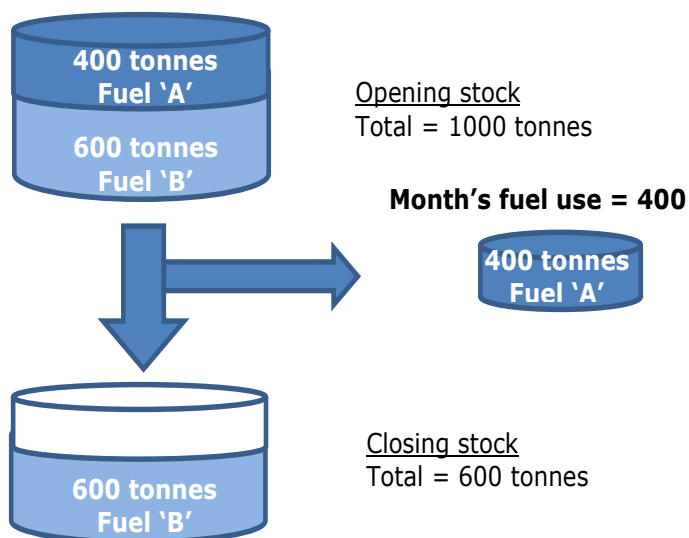 400 tonnes
Fuel ‘A’
600 tonnes
Fuel ‘B’
Opening stock
Total = 1000 tonnes
Month’s fuel use = 400
400 tonnes
Fuel ‘A’
600 tonnes
Fuel ‘B’
Closing stock
Total = 600 tonnes